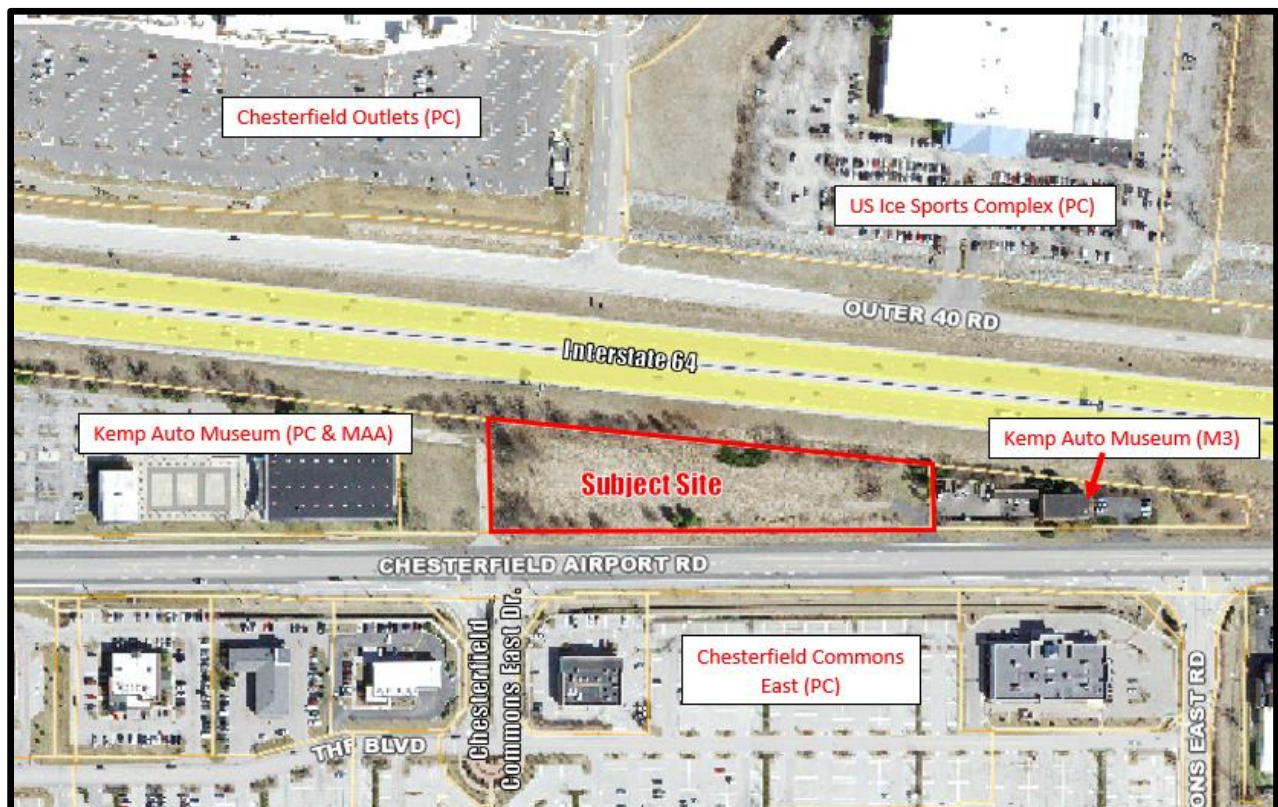 Chesterfield Outlets (PC)
US Ice Sports Complex (PC)
OUTER 40 RD
Interstate 64
Kemp Auto Museum (PC & MAA)
Kemp Auto Museum (M3)
Subject Site
CHESTERFIELD AIRPORT RD
Chesterfield
Commons East Dr.
Chesterfield Commons
East (PC)
THF BLVD
ONS EAST RD